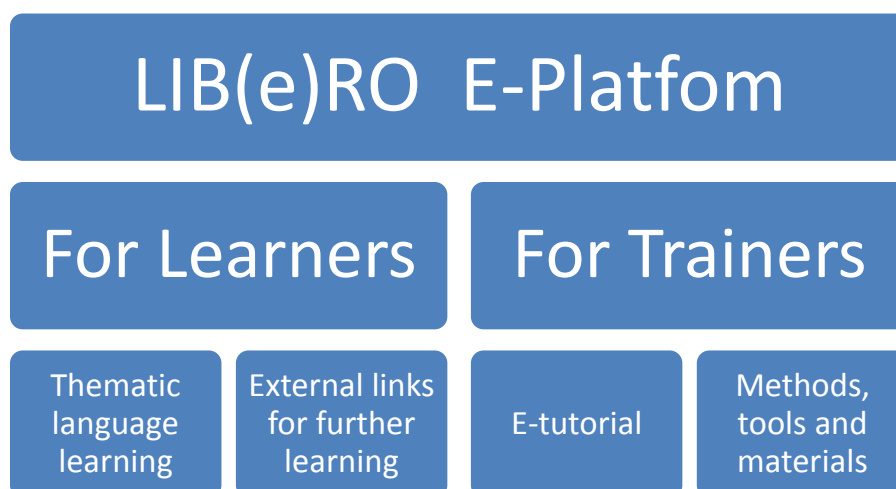 LIB(e)RO E-Platfom
For Learners
For Trainers
Thematic
language
learning
External links
for further
learning
E-tutorial
Methods,
tools and
materials